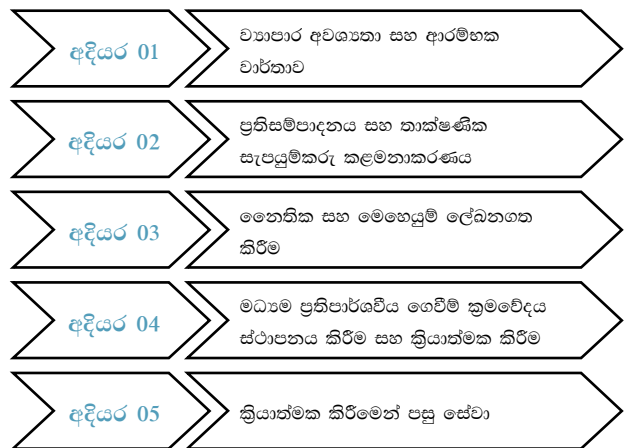 අදියර 01
ව්‍යාපාර අවශ්‍යතා සහ ආරම්භක
වාර්තාව
අදියර 02
ප්‍රතිසම්පාදනය සහ තාක්ෂණික
සැපයුම්කරු කළමනාකරණය
අදියර 03
නෛතික සහ මෙහෙයුම් ලේඛනගත
කිරීම
අදියර 04
මධ්‍යම ප්‍රතිපාර්ශවීය ගෙවීම් ක්‍රමවේදය
ස්ථාපනය කිරීම සහ ක්‍රියාත්මක කිරීම
අදියර 05
ක්‍රියාත්මක කිරීමෙන් පසු සේවා